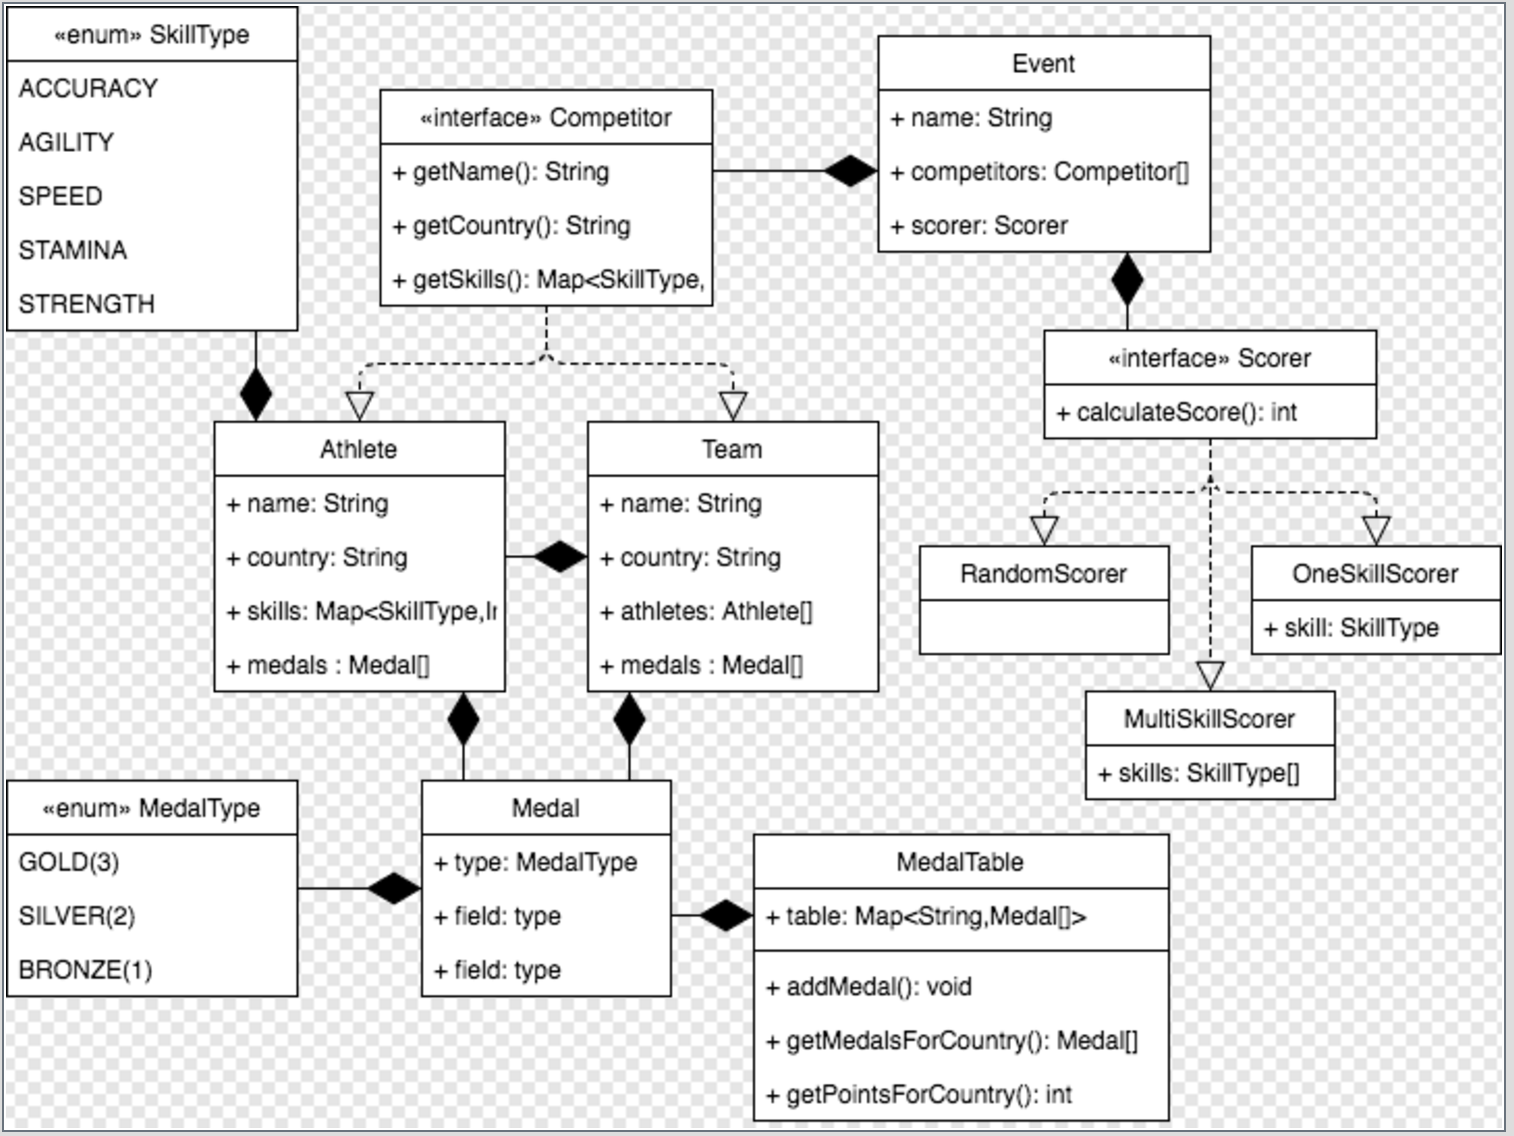 «enum» SkillType
ACCURACY
AGILITY
SPEED
STAMINA
STRENGTH
«interface» Competitor
+ getName(): String
+ getCountry(): String
+ getSkills(): Map<SkillType,
Event
+ name: String
+ competitors: Competitor[]
+ scorer: Scorer
«interface» Scorer
+ calculateScore(): int
Athlete
+ name: String
+ country: String
+ skills: Map<SkillType,Ir
+ medals : Medal[]
Team
+ name: String
+ country: String
+ athletes: Athlete[]
+ medals : Medal[]
RandomScorer
OneSkillScorer
+ skill: SkillType
MultiSkillScorer
+ skills: SkillType[]
«enum» MedalType
GOLD(3)
SILVER(2)
BRONZE(1)
Medal
+ type: MedalType
+ field: type
+ field: type
MedalTable
+ table: Map<String,Medal[]>
+ addMedal(): void
+ getMedalsForCountry(): Medal[]
+ getPointsForCountry(): int